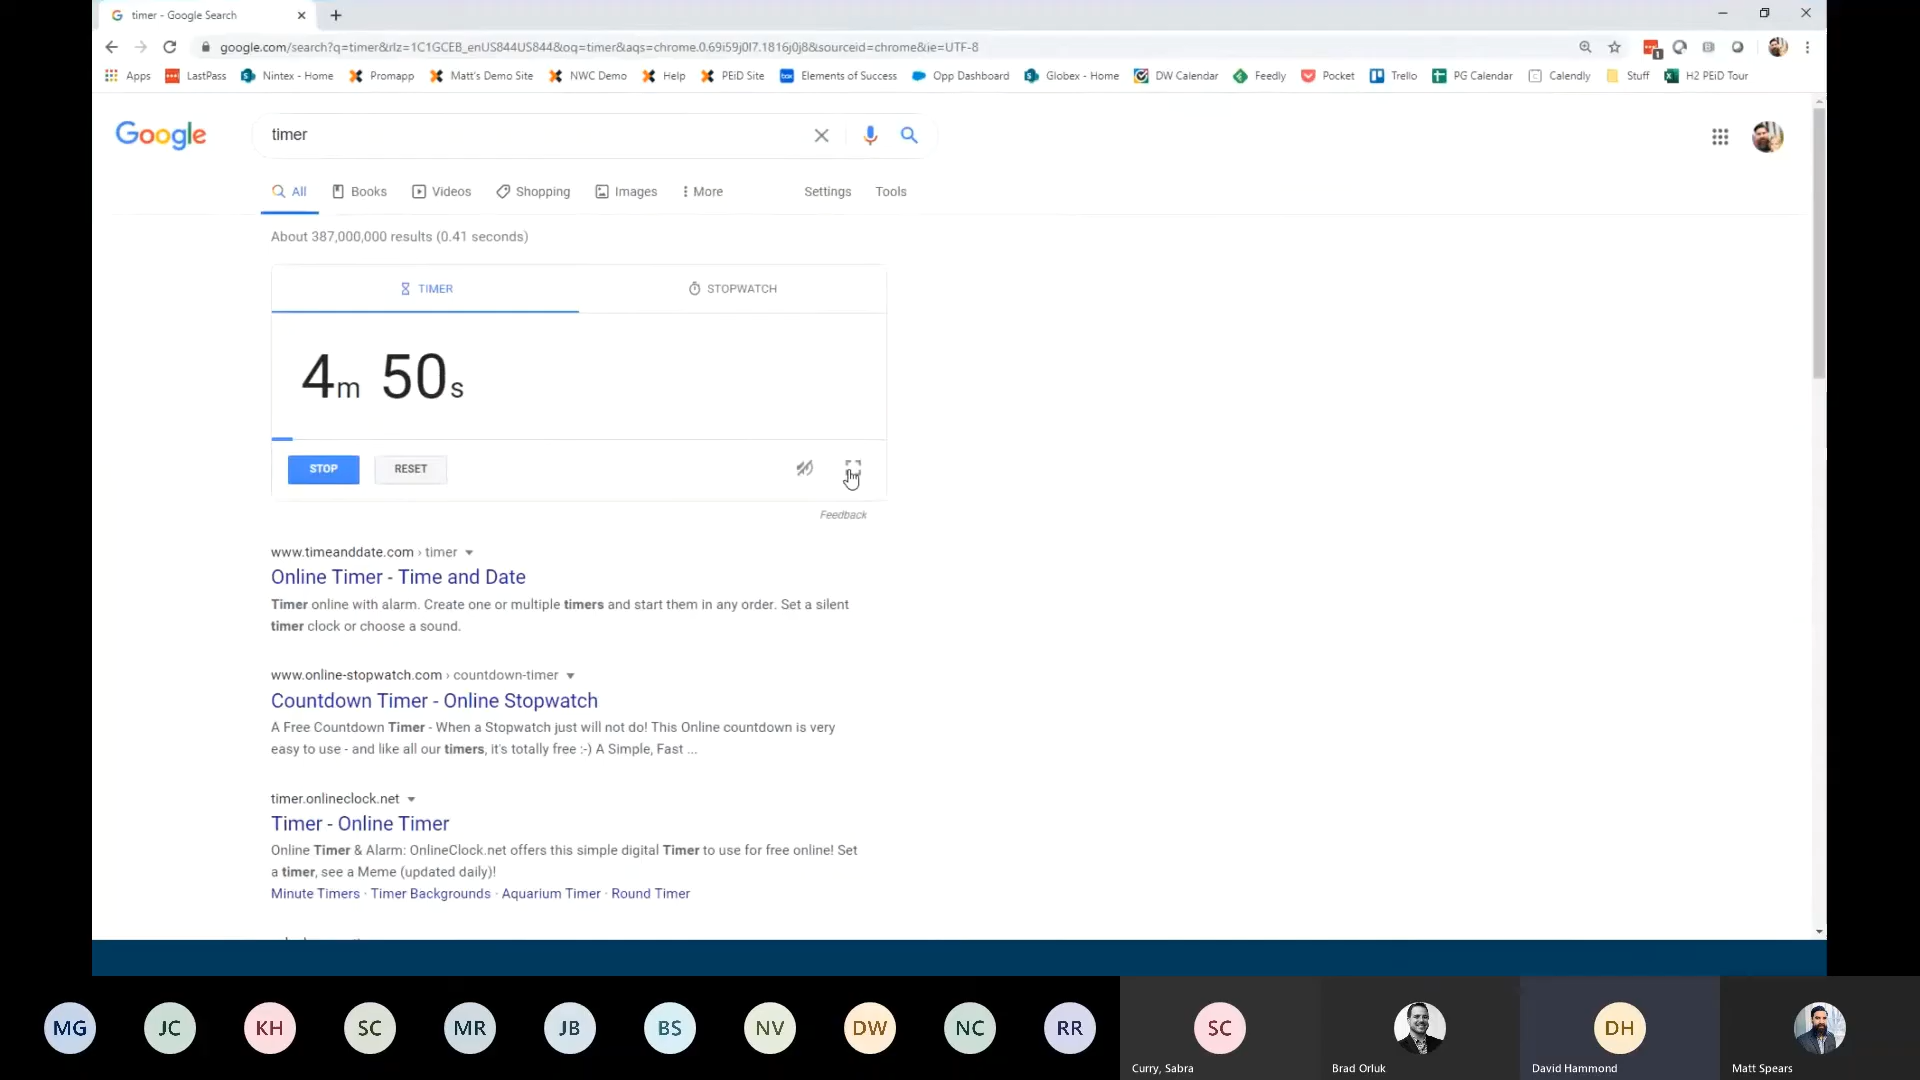 timer - Google Search
google.com/search?q=timer&rlz=1C1GCEB_enUS844US844&oq=timer&aqs=chrome.0.69i59j0l7.1816j0j8&sourceid=chrome&ie=UTF-8
Apps LastPass Nintex - Home Promapp Matt's Demo Site NWC Demo Help PEiD Site Elements of Success Opp Dashboard Globex - Home DW Calendar Feedly Pocket Trello PG Calendar Calendly Stuff H2 PEiD Tour
Google timer
All Books Videos Shopping Images More Settings Tools
About 387,000,000 results (0.41 seconds)
TIMER STOPWATCH
4m 50s
STOP RESET
Feedback
www.timeanddate.com › timer
Online Timer - Time and Date
Timer online with alarm. Create one or multiple timers and start them in any order. Set a silent
timer clock or choose a sound.
www.online-stopwatch.com › countdown-timer
Countdown Timer - Online Stopwatch
A Free Countdown Timer - When a Stopwatch just will not do! This Online countdown is very
easy to use - and like all our timers, it's totally free :-) A Simple, Fast ...
timer.onlineclock.net
Timer - Online Timer
Online Timer & Alarm: OnlineClock.net offers this simple digital Timer to use for free online! Set
a timer, see a Meme (updated daily)!
Minute Timers · Timer Backgrounds · Aquarium Timer · Round Timer
MG JC KH SC MR JB BS NV DW NC RR SC DH
Curry, Sabra Brad Orluk David Hammond Matt Spears